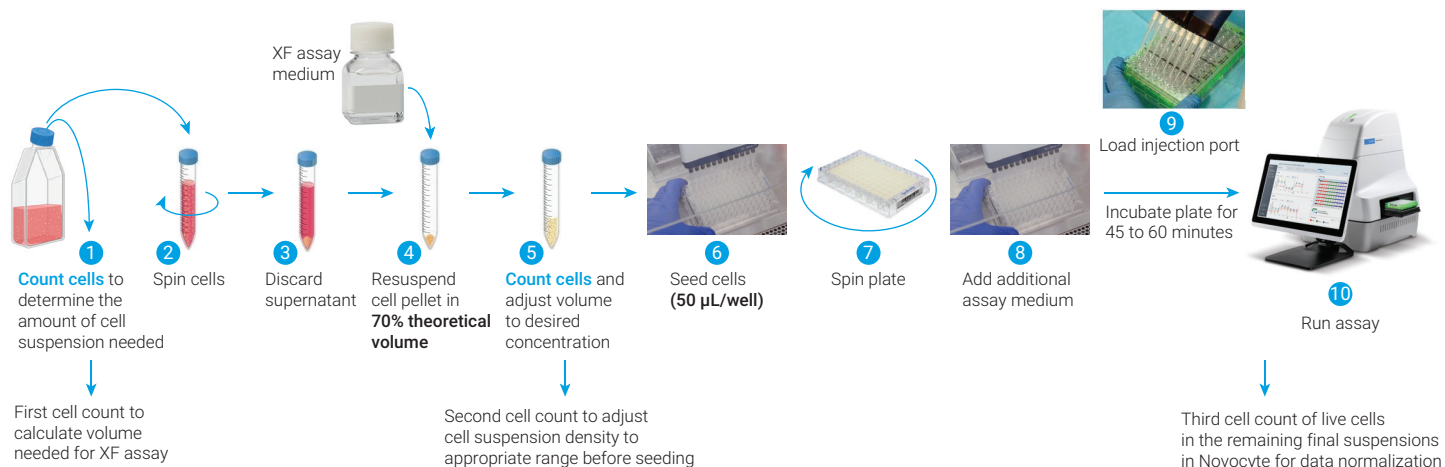 XF assay
medium
1
Count cells to
determine the
amount of cell
suspension needed
First cell count to
calculate volume
needed for XF assay
2
Spin cells
3
Discard
supernatant
4
Resuspend
cell pellet in
70% theoretical
volume
5
Count cells and
adjust volume
to desired
concentration
Second cell count to adjust
cell suspension density to
appropriate range before seeding
6
Seed cells
(50 µL/well)
7
Spin plate
8
Add additional
assay medium
9
Load injection port
Incubate plate for
45 to 60 minutes
10
Run assay
Third cell count of live cells
in the remaining final suspensions
in Novocyte for data normalization